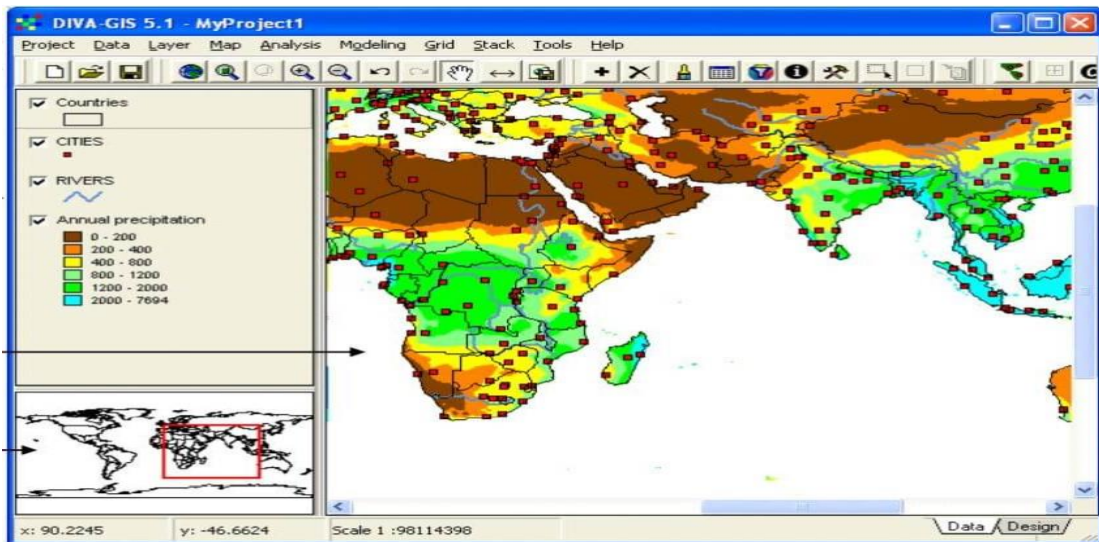 DIVA-GIS 5.1 - MyProject1
Project Data Layer Map Analysis Modeling Grid Stack Tools Help
Countries
CITIES
RIVERS
Annual precipitation
0 - 200
200 - 400
400 - 800
800 - 1200
1200 - 2000
2000 - 7694
x: 90.2245 y: -46.6624 Scale 1 :98114398 Data Design